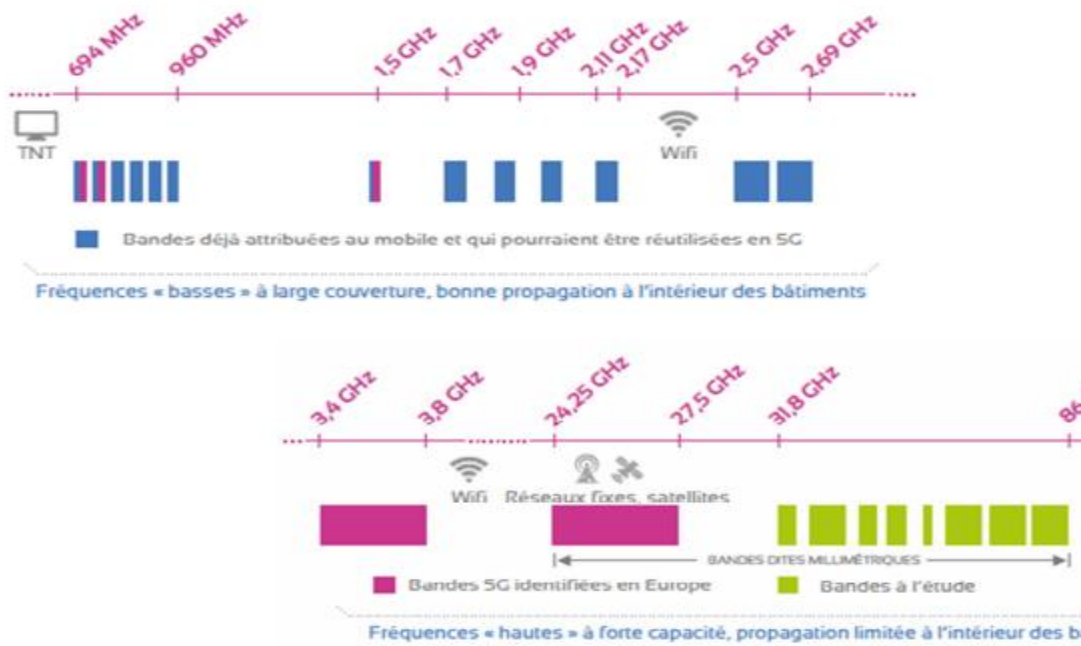 694 MHz 960 MHz 1,5 GHz 1,7 GHz 1,9 GHz 2,11 GHz 2,17 GHz 2,5 GHz 2,69 GHz
TNT
Wifi
Bandes déjà attribuées au mobile et qui pourraient être réutilisées en 5G
Fréquences « basses » à large couverture, bonne propagation à l'intérieur des bâtiments
3,4 GHz 3,8 GHz 24,25 GHz 27,5 GHz 31,8 GHz 86
Wifi Réseaux fixes, satellites
BANDES DITES MILLIMÉTRIQUES
Bandes 5G identifiées en Europe Bandes à l'étude
Fréquences « hautes » à forte capacité, propagation limitée à l'intérieur des